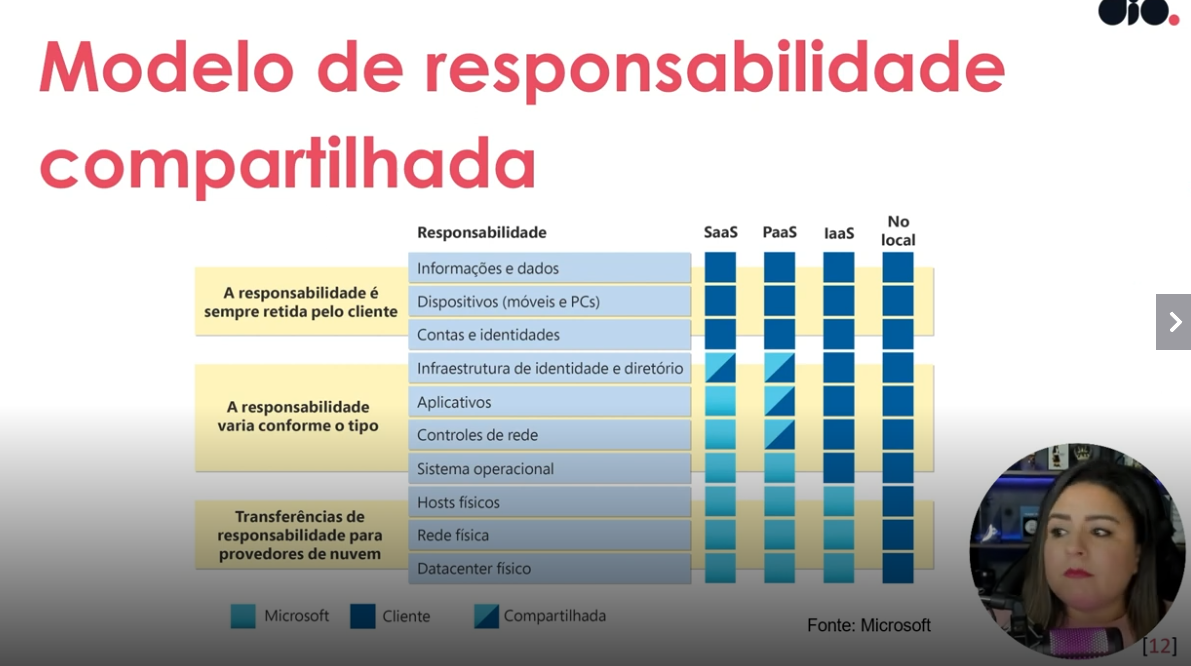 dio.
Modelo de responsabilidade
compartilhada
Responsabilidade SaaS PaaS IaaS No local
A responsabilidade é
sempre retida pelo cliente
Informações e dados
Dispositivos (móveis e PCs)
Contas e identidades
A responsabilidade
varia conforme o tipo
Infraestrutura de identidade e diretório
Aplicativos
Controles de rede
Sistema operacional
Transferências de
responsabilidade para
provedores de nuvem
Hosts físicos
Rede física
Datacenter físico
Microsoft Cliente Compartilhada
Fonte: Microsoft
[12]